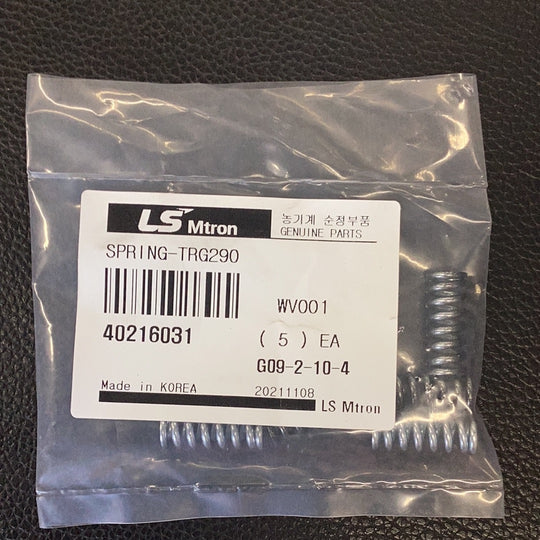 LS Mtron
농기계 순정부품
GENUINE PARTS
SPRING-TRG290
WV001
40216031
( 5 ) EA
G09-2-10-4
Made in KOREA
20211108
LS Mtron